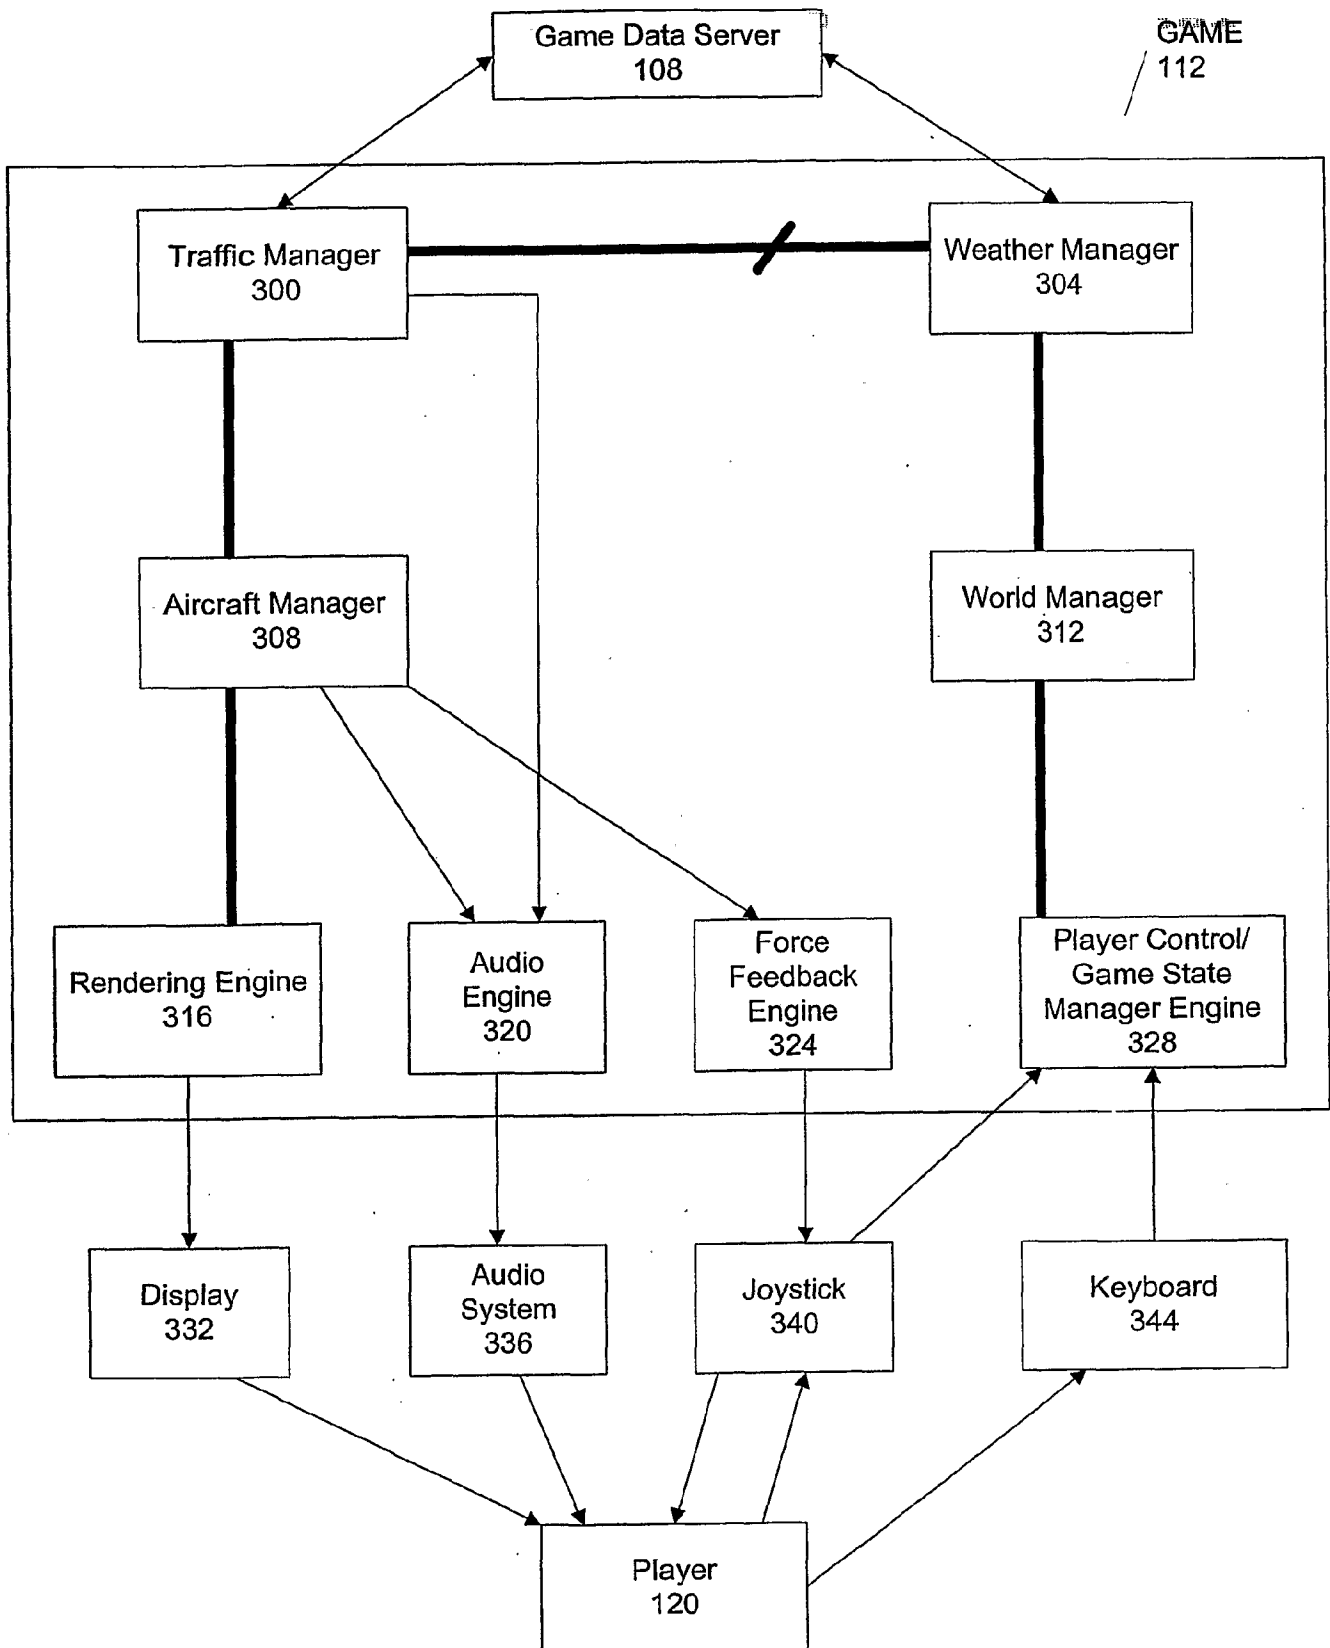 Game Data Server
108
GAME
112
Traffic Manager
300
Weather Manager
304
Aircraft Manager
308
World Manager
312
Rendering Engine
316
Audio
Engine
320
Force
Feedback
Engine
324
Player Control/
Game State
Manager Engine
328
Display
332
Audio
System
336
Joystick
340
Keyboard
344
Player
120